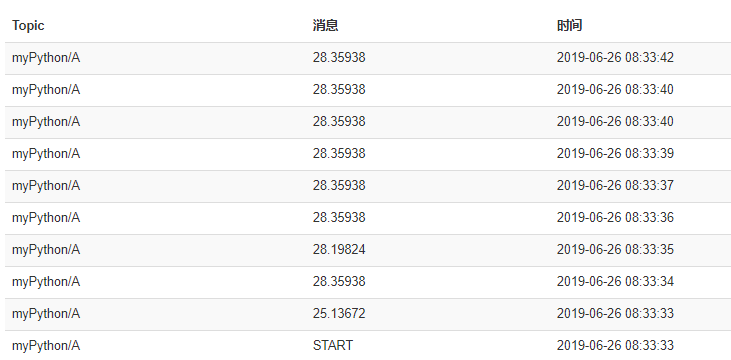 Topic 消息 时间
myPython/A 28.35938 2019-06-26 08:33:42
myPython/A 28.35938 2019-06-26 08:33:40
myPython/A 28.35938 2019-06-26 08:33:40
myPython/A 28.35938 2019-06-26 08:33:39
myPython/A 28.35938 2019-06-26 08:33:37
myPython/A 28.35938 2019-06-26 08:33:36
myPython/A 28.19824 2019-06-26 08:33:35
myPython/A 28.35938 2019-06-26 08:33:34
myPython/A 25.13672 2019-06-26 08:33:33
myPython/A START 2019-06-26 08:33:33